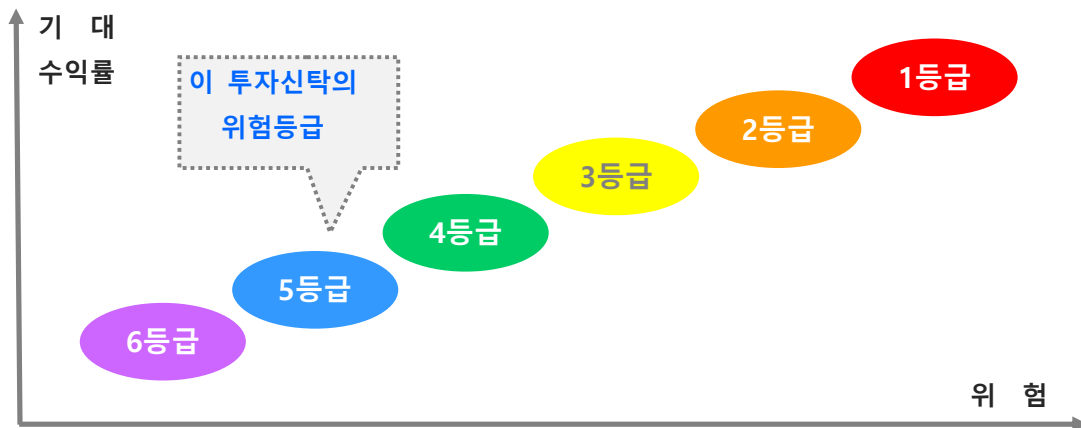 기 대
수익률
이 투자신탁의
위험등급
1등급
2등급
3등급
4등급
5등급
6등급
위 험